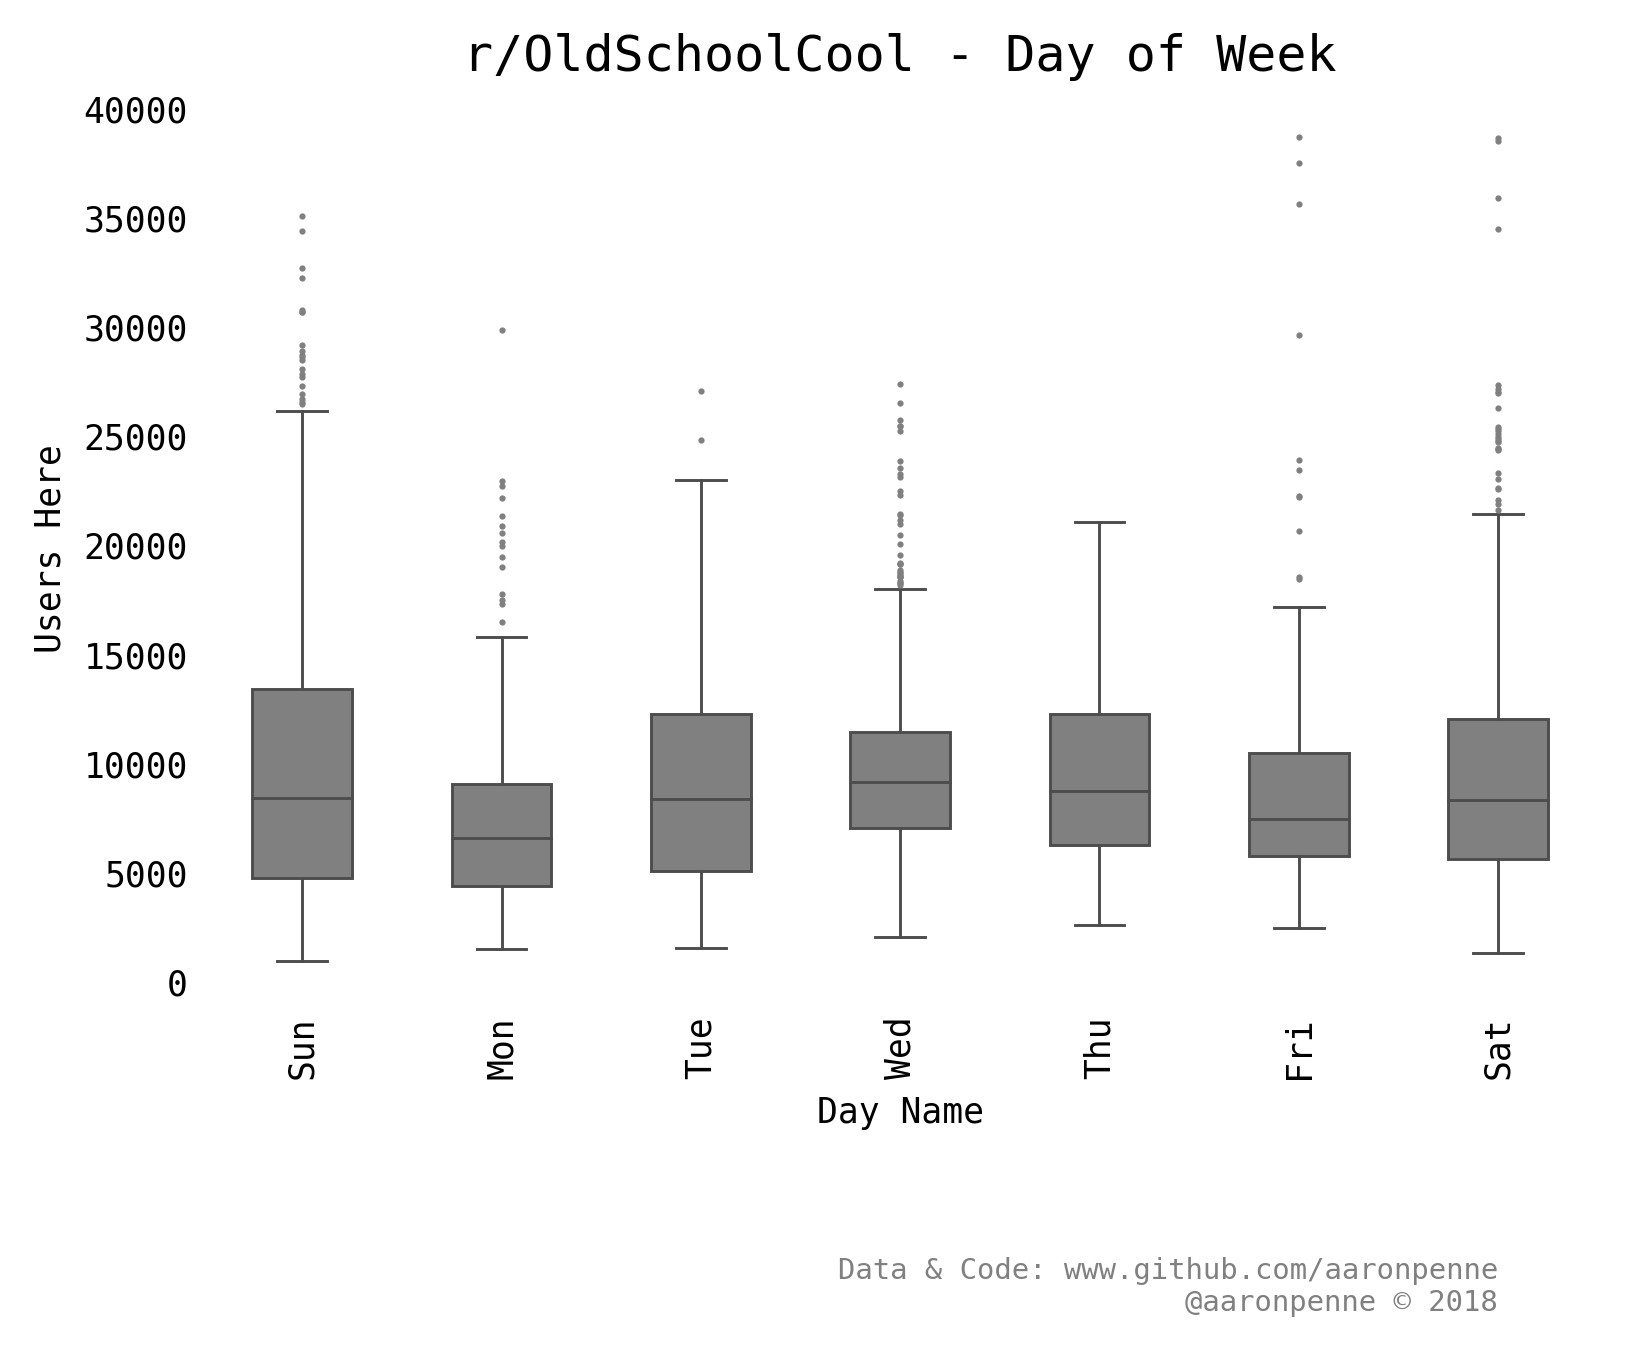 r/OldSchoolCool - Day of Week
40000
35000
30000
25000
20000
15000
10000
5000
0
Users Here
Sun
Mon
Tue
Wed
Thu
Fri
Sat
Day Name
Data & Code: www.github.com/aaronpenne
@aaronpenne © 2018